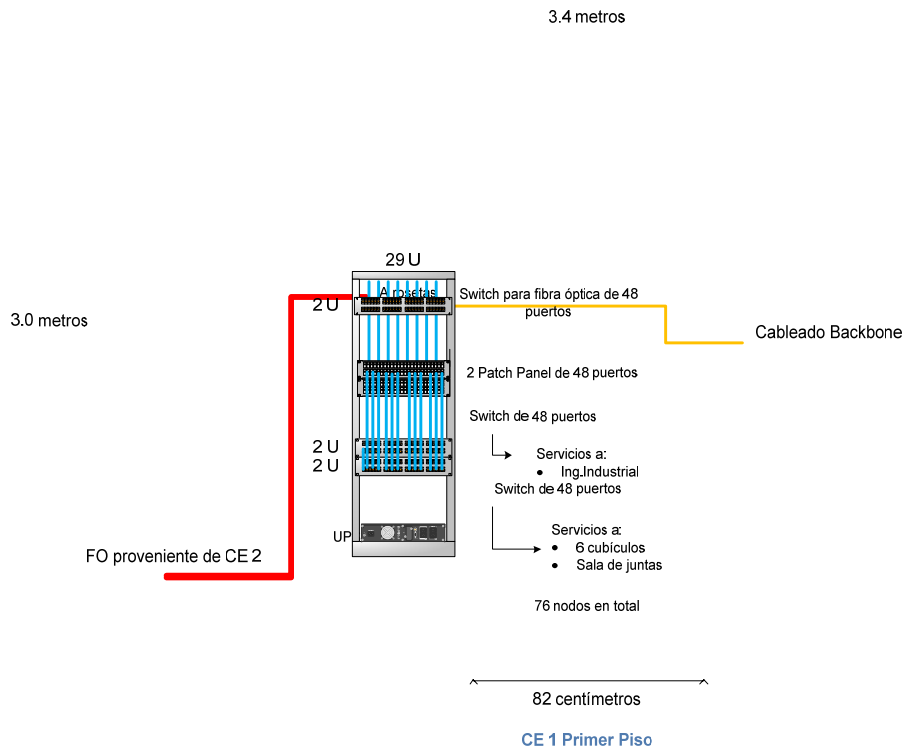 3.4 metros
29 U
A rosetas
2 U
Switch para fibra óptica de 48
puertos
3.0 metros
Cableado Backbone
2 Patch Panel de 48 puertos
Switch de 48 puertos
2 U
2 U
Servicios a:
• Ing.Industrial
Switch de 48 puertos
UP
Servicios a:
• 6 cubículos
• Sala de juntas
FO proveniente de CE 2
76 nodos en total
82 centímetros
CE 1 Primer Piso